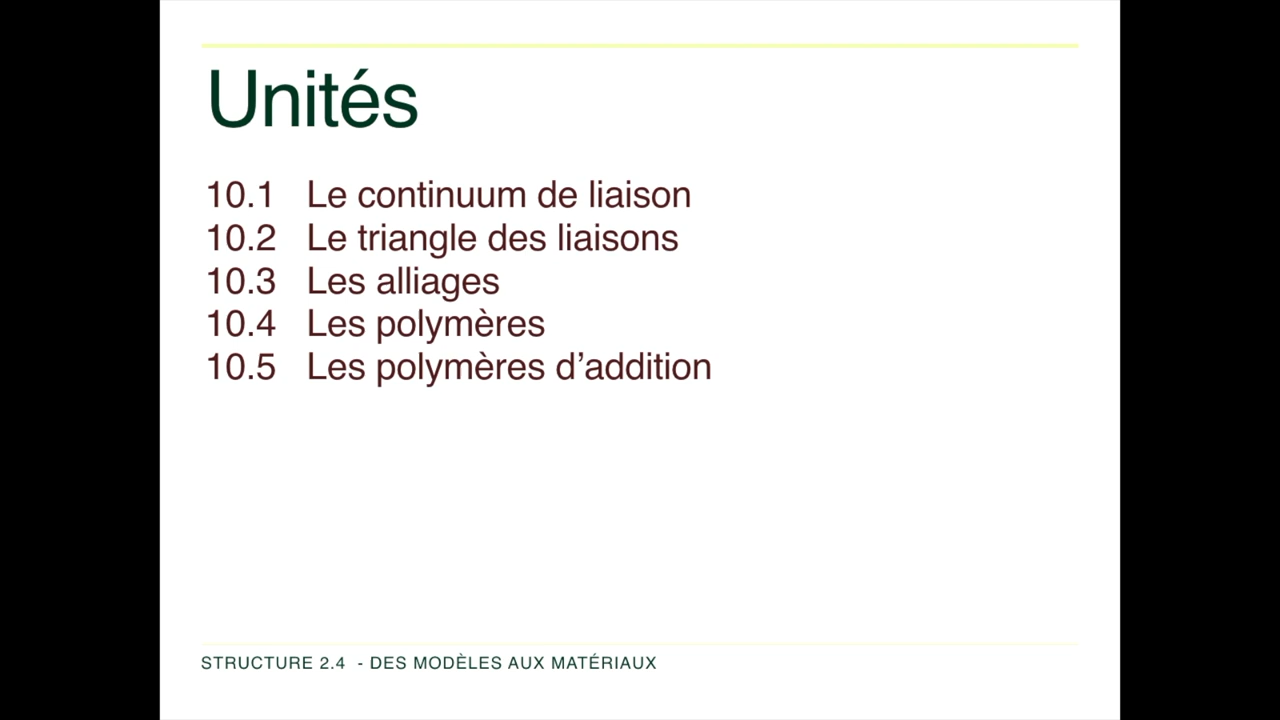 Unités
10.1 Le continuum de liaison
10.2 Le triangle des liaisons
10.3 Les alliages
10.4 Les polymères
10.5 Les polymères d’addition
STRUCTURE 2.4 - DES MODÈLES AUX MATÉRIAUX